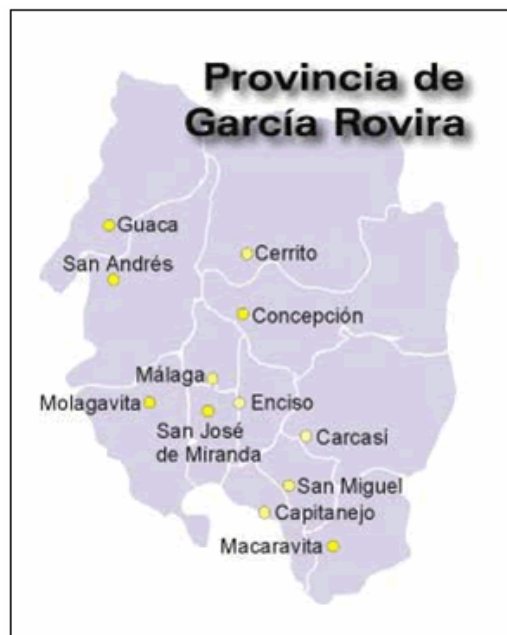 Provincia de
García Rovira
Guaca
Cerrito
San Andrés
Concepción
Málaga
Molagavita
Enciso
San José
de Miranda
Carcasi
San Miguel
Capitanejo
Macaravita